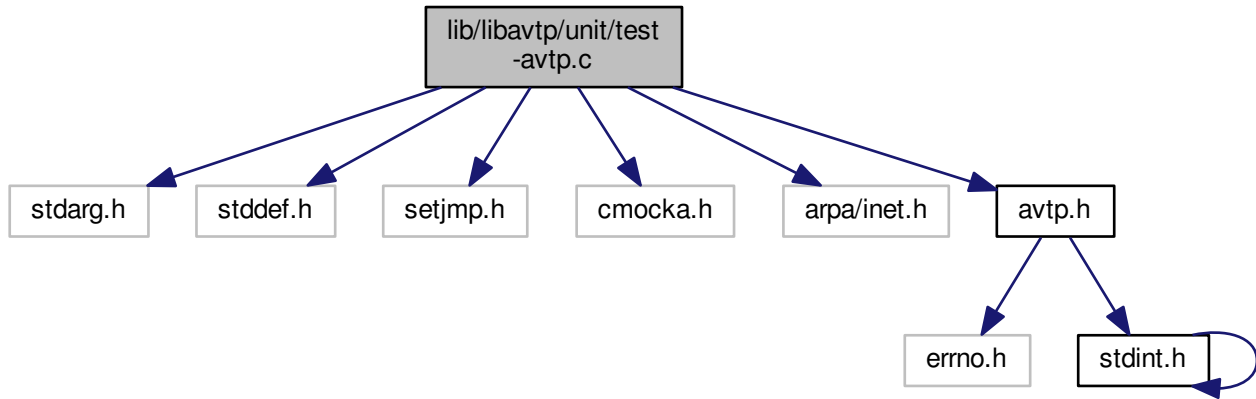 lib/libavtp/unit/test
-avtp.c
stdarg.h
stddef.h
setjmp.h
cmocka.h
arpa/inet.h
avtp.h
errno.h
stdint.h